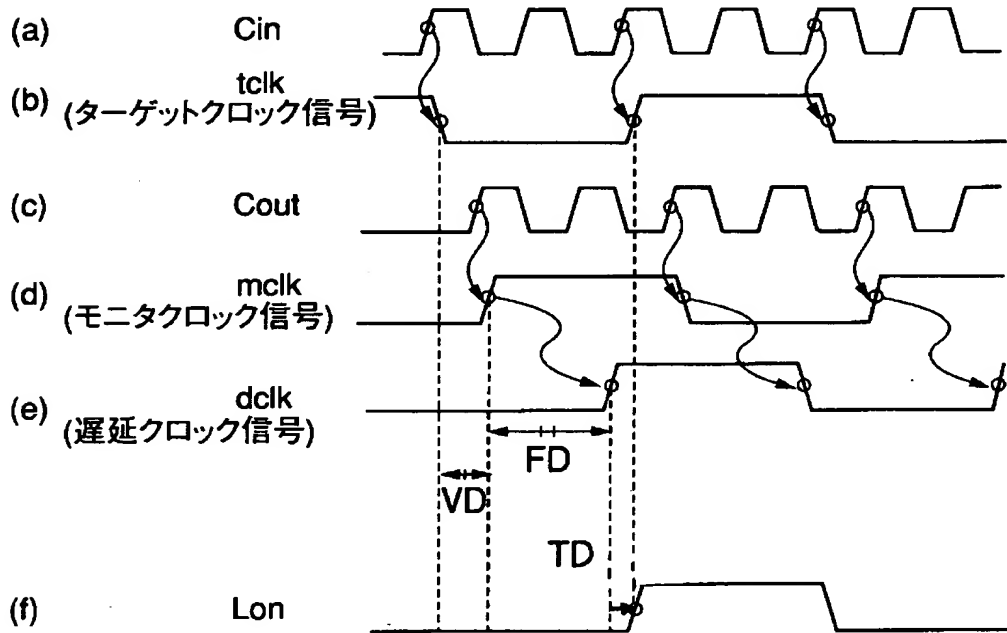 (a) Cin
(b) tclk
(ターゲットクロック信号)
(c) Cout
(d) mclk
(モニタクロック信号)
(e) dclk
(遅延クロック信号)
FD
VD
TD
(f) Lon